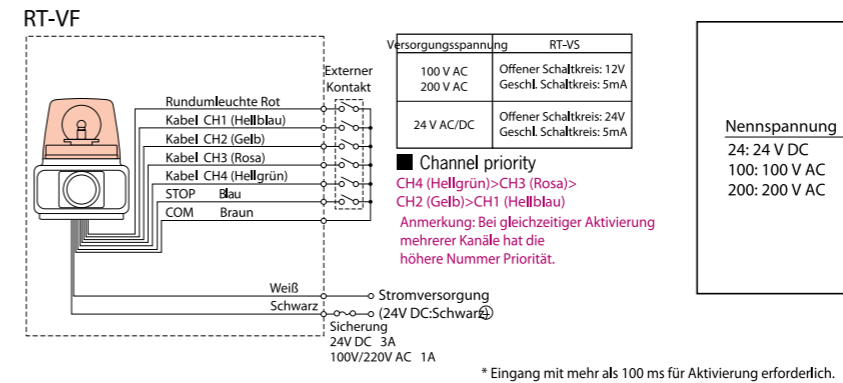 RT-VF
Versorgungsspannung RT-VS
100 V AC
200 V AC
Offener Schaltkreis: 12V
Geschl. Schaltkreis: 5mA
24 V AC/DC
Offener Schaltkreis: 24V
Geschl. Schaltkreis: 5mA
Externer
Kontakt
Rundumleuchte Rot
Kabel CH1 (Hellblau)
Kabel CH2 (Gelb)
Kabel CH3 (Rosa)
Kabel CH4 (Hellgrün)
STOP Blau
COM Braun
■ Channel priority
CH4 (Hellgrün)>CH3 (Rosa)>
CH2 (Gelb)>CH1 (Hellblau)
Anmerkung: Bei gleichzeitiger Aktivierung
mehrerer Kanäle hat die
höhere Nummer Priorität.
Weiß
Schwarz
Stromversorgung
(24V DC:Schwarz⊕)
Sicherung
24V DC 3A
100V/220V AC 1A
Nennspannung
24: 24 V DC
100: 100 V AC
200: 200 V AC
* Eingang mit mehr als 100 ms für Aktivierung erforderlich.